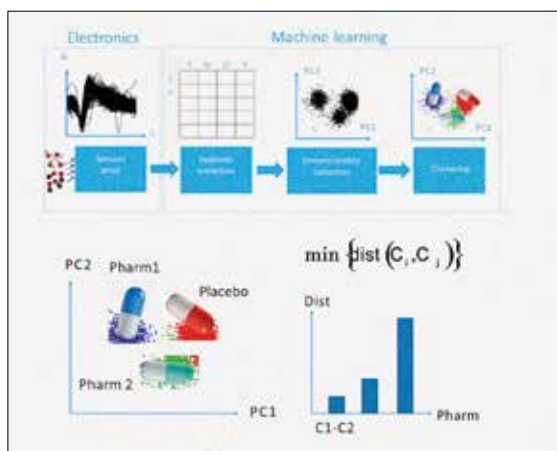 Electronics
Machine learning
PC2
PC1
PC2
PC1
Sensors array
Features extraction
Dimensionality reduction
Clustering
min {dist (C i ,C j )}
PC2
Pharm1
Placebo
Pharm 2
PC1
Dist
C1-C2
Pharm